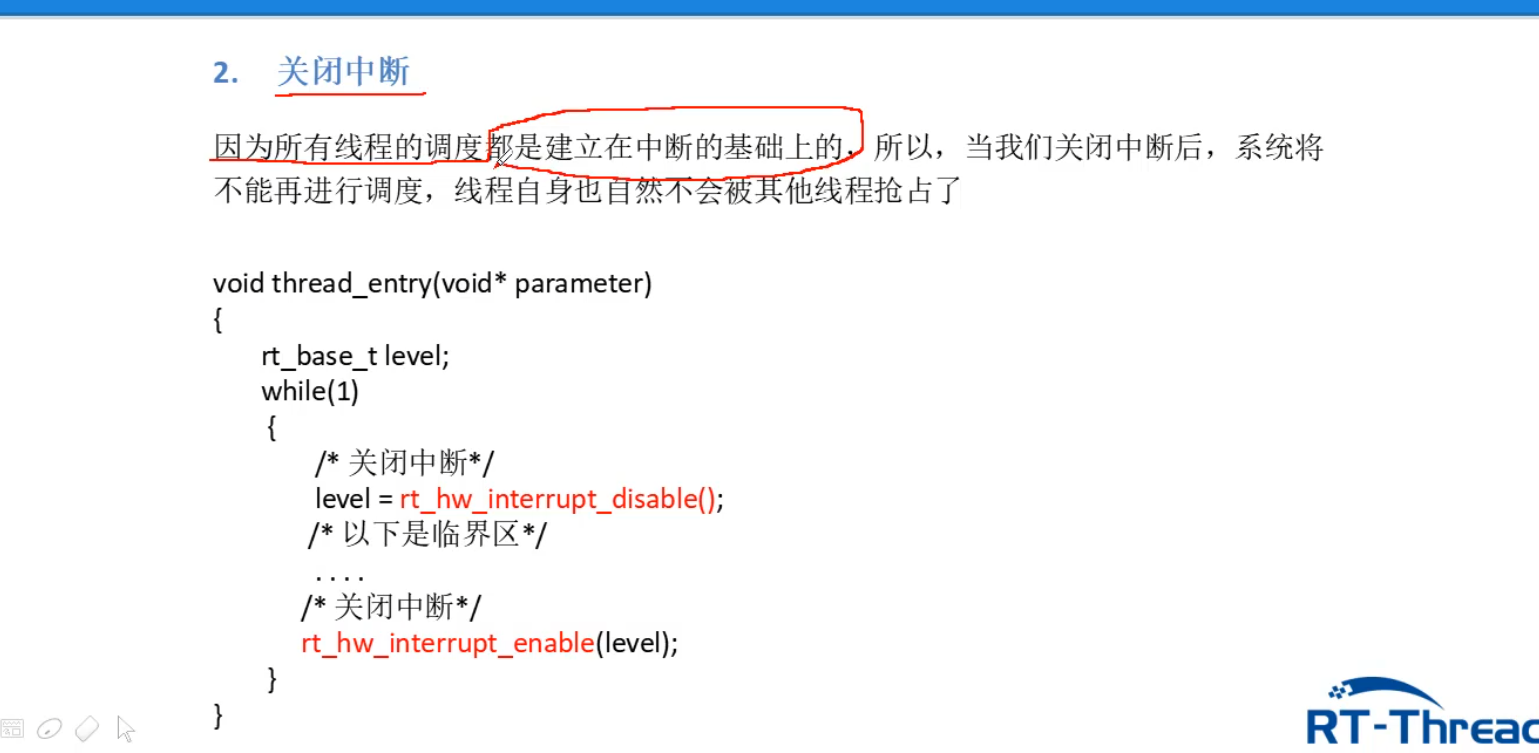 2. 关闭中断
因为所有线程的调度都是建立在中断的基础上的，所以，当我们关闭中断后，系统将
不能再进行调度，线程自身也自然不会被其他线程抢占了
void thread_entry(void* parameter)
{
rt_base_t level;
while(1)
{
/* 关闭中断*/
level = rt_hw_interrupt_disable();
/* 以下是临界区*/
....
/* 关闭中断*/
rt_hw_interrupt_enable(level);
}
}
RT-Threac